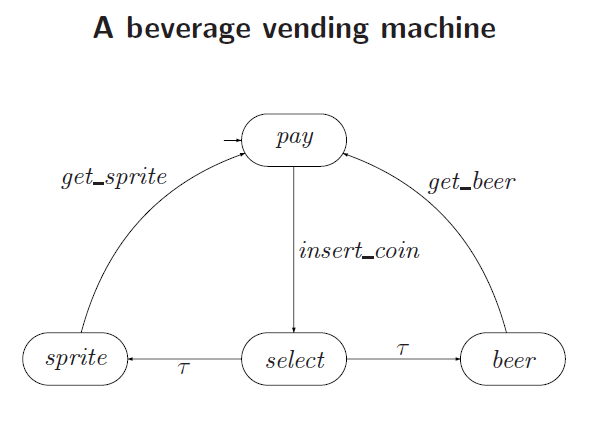 A beverage vending machine
pay
get_sprite
get_beer
insert_coin
sprite
τ
select
τ
beer